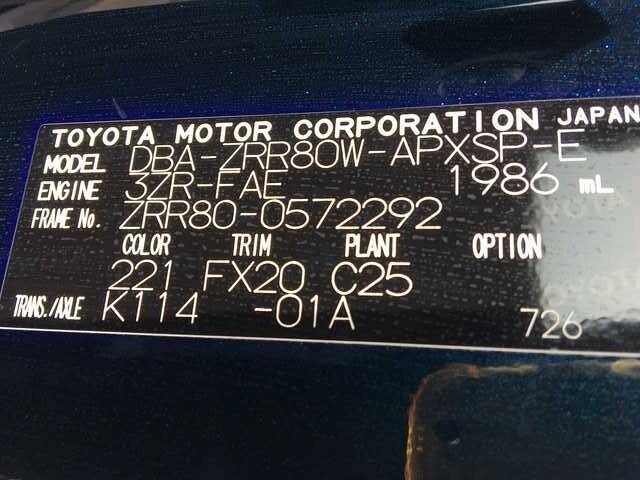 TOYOTA MOTOR CORPORATION JAPAN
MODEL DBA-ZRR80W-APXSP-E
ENGINE 3ZR-FAE 1986 mL
FRAME No. ZRR80-0572292
COLOR TRIM PLANT OPTION
221 FX20 C25
TRANS./AXLE K114 -01A
726